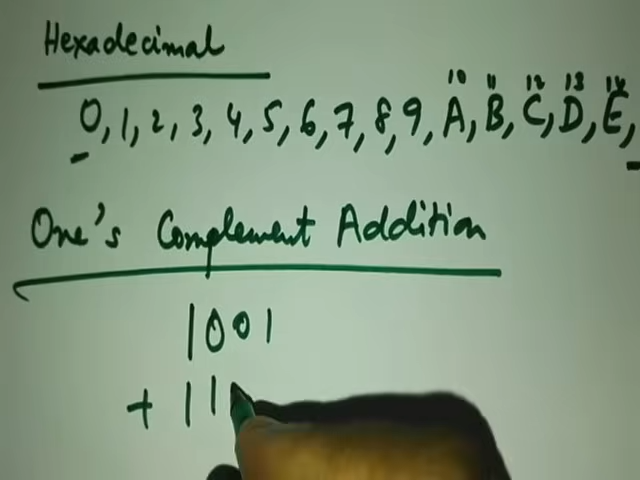 Hexadecimal
10 11 12 13 14
0, 1, 2, 3, 4, 5, 6, 7, 8, 9, A, B, C, D, E,
One's Complement Addition
1001
+ 11